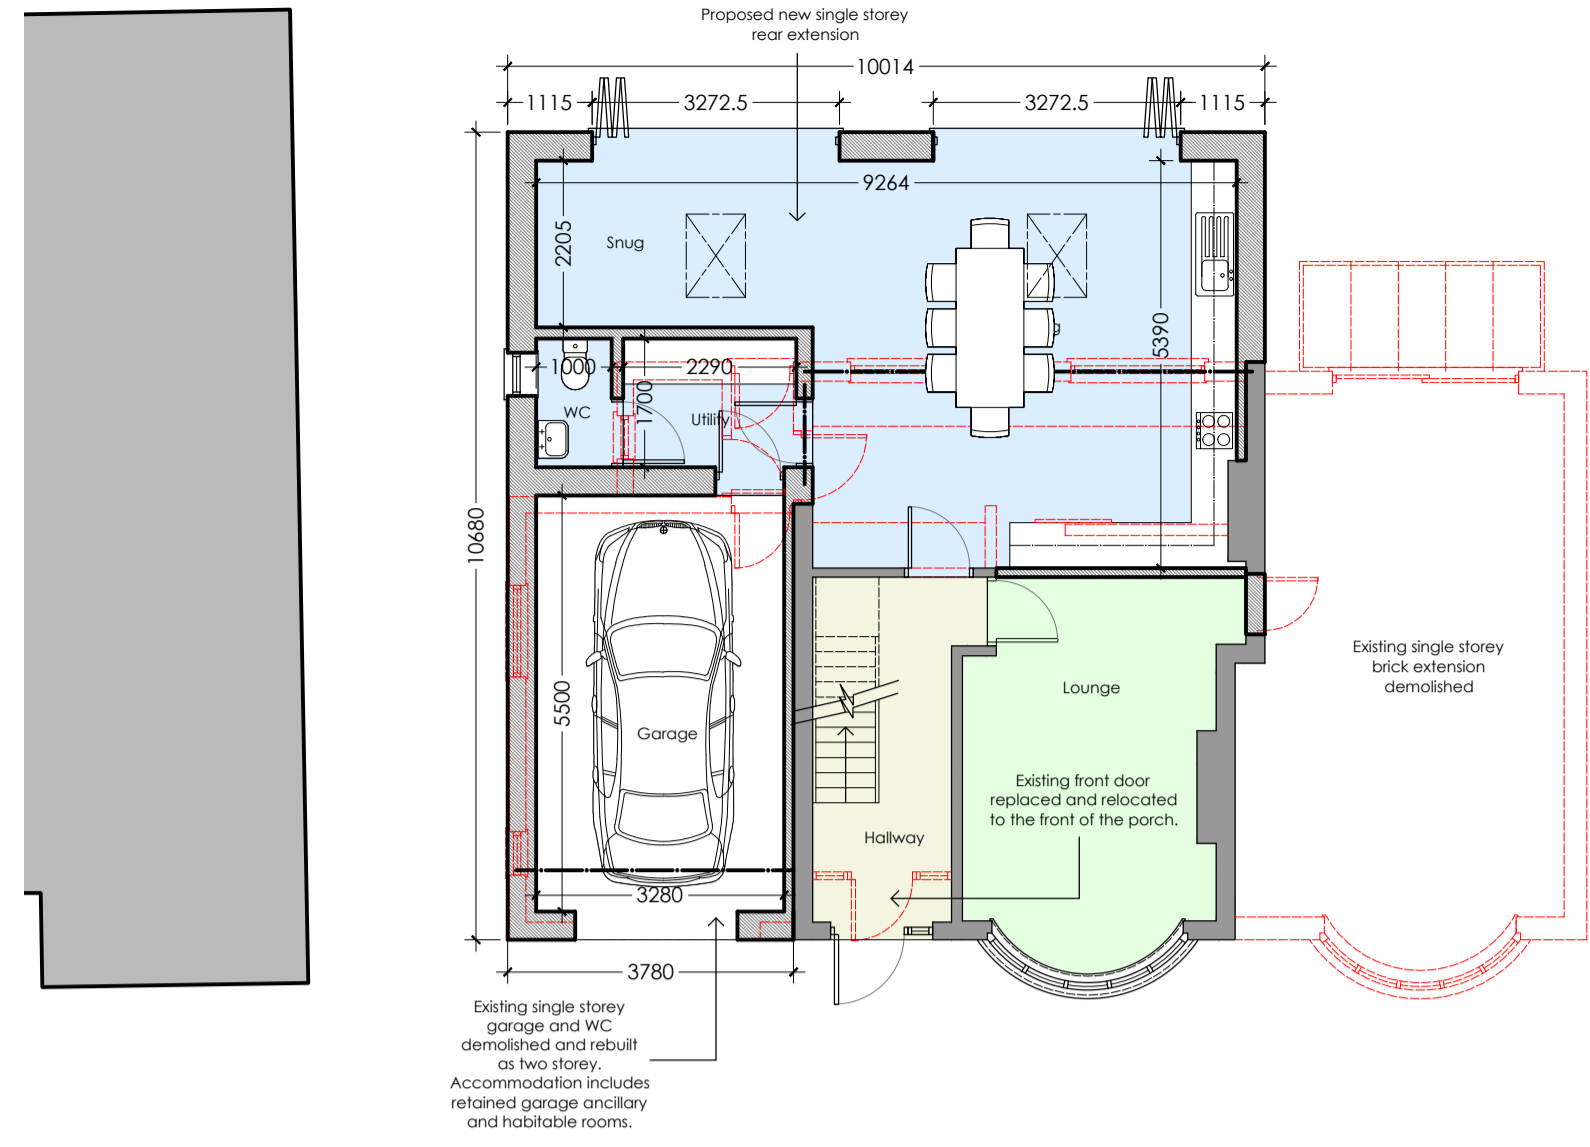 Proposed new single storey
rear extension
10014
1115
3272.5
3272.5
1115
9264
2205
Snug
5390
1000
2290
1700
WC
Utility
10680
5500
Garage
Existing single storey
brick extension
demolished
Lounge
Existing front door
replaced and relocated
to the front of the porch.
Hallway
3280
3780
Existing single storey
garage and WC
demolished and rebuilt
as two storey.
Accommodation includes
retained garage ancillary
and habitable rooms.